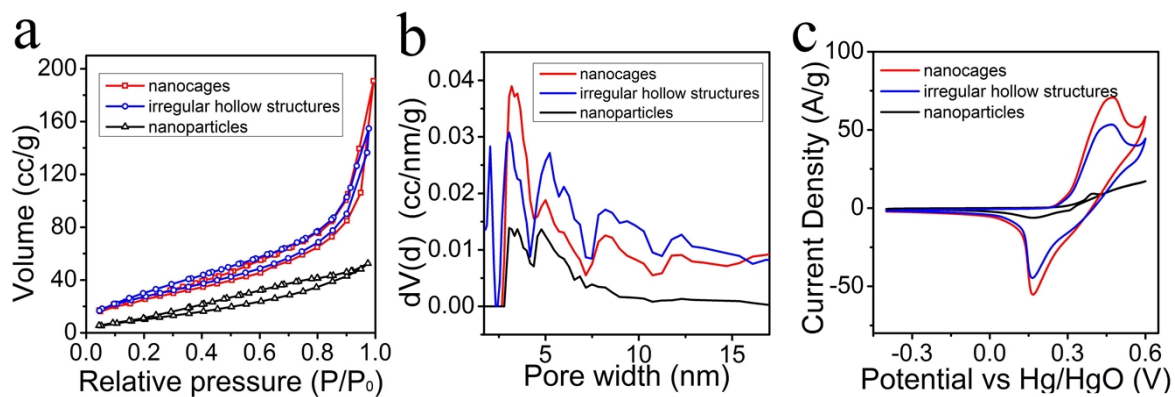 a
Volume (cc/g)
200
160
120
80
40
0
nanocages
irregular hollow structures
nanoparticles
0.0 0.2 0.4 0.6 0.8 1.0
Relative pressure (P/P₀)
b
dV(d) (cc/nm/g)
0.04
0.03
0.02
0.01
0.00
nanocages
irregular hollow structures
nanoparticles
5 10 15
Pore width (nm)
c
Current Density (A/g)
100
50
0
-50
nanocages
irregular hollow structures
nanoparticles
-0.3 0.0 0.3 0.6
Potential vs Hg/HgO (V)